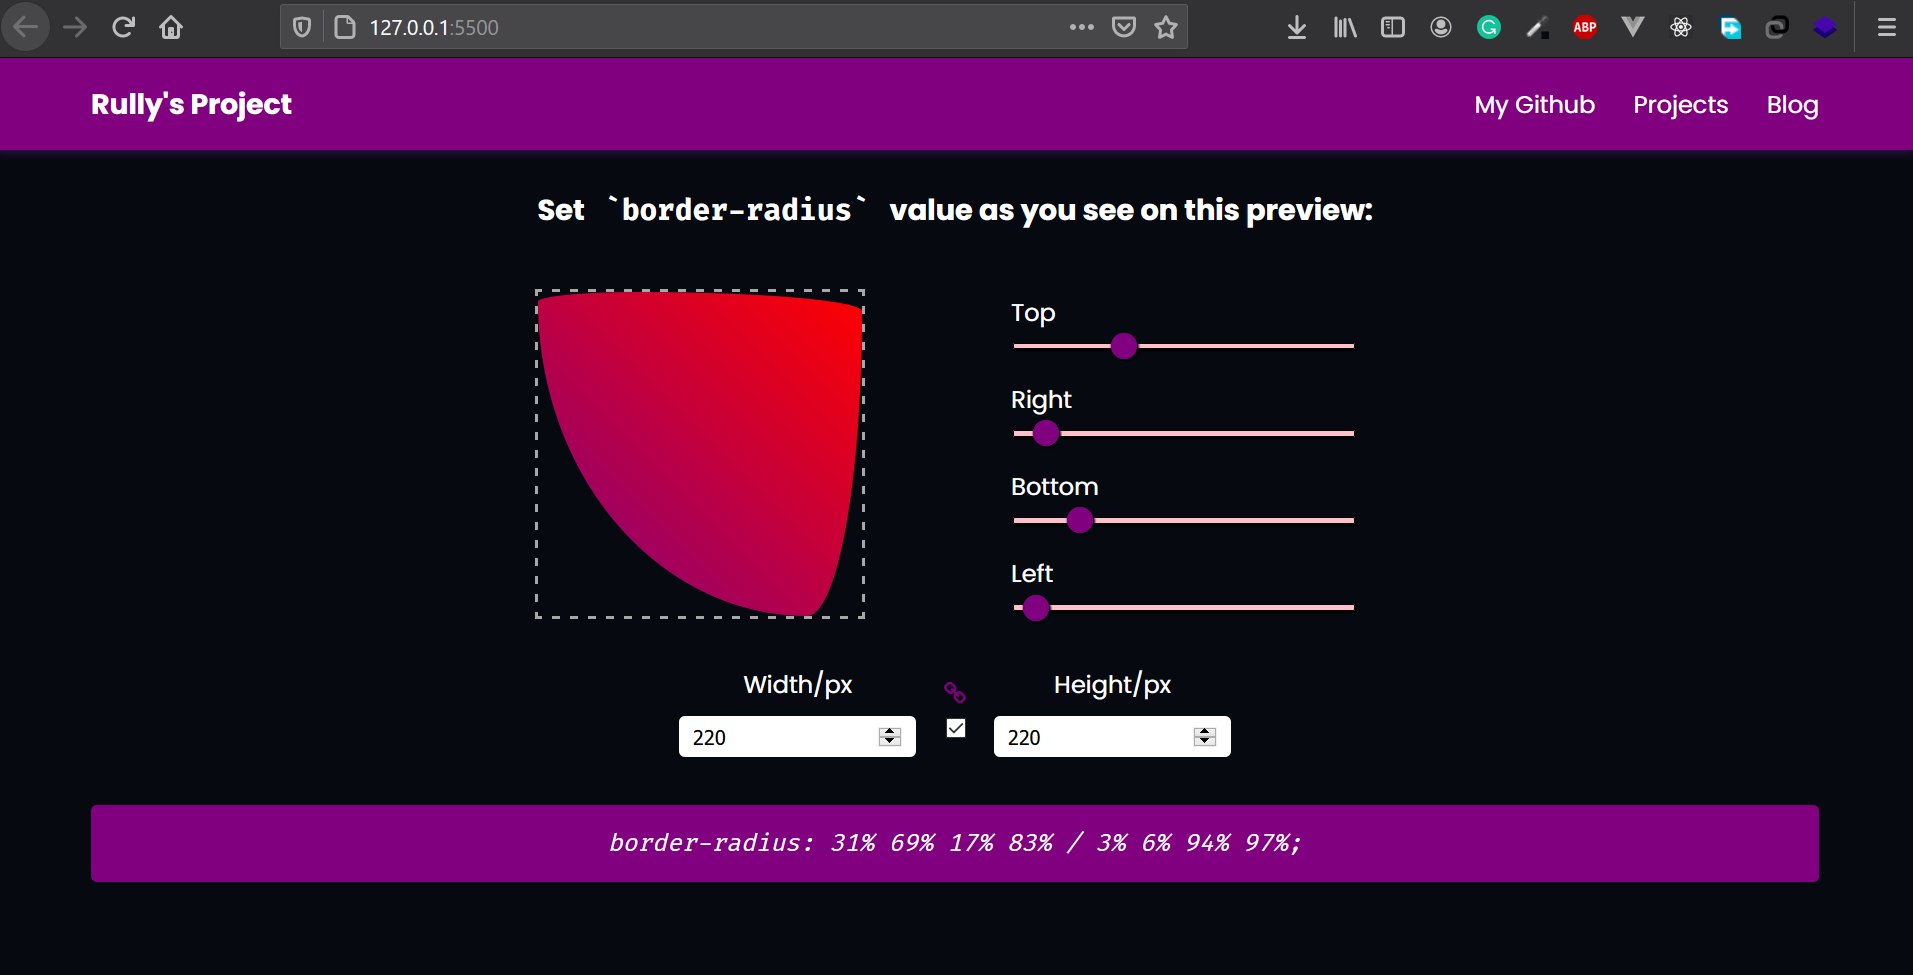 127.0.0.1:5500
ABP
Rully's Project
My Github Projects Blog
Set `border-radius` value as you see on this preview:
Top
Right
Bottom
Left
Width/px Height/px
220 220
border-radius: 31% 69% 17% 83% / 3% 6% 94% 97%;